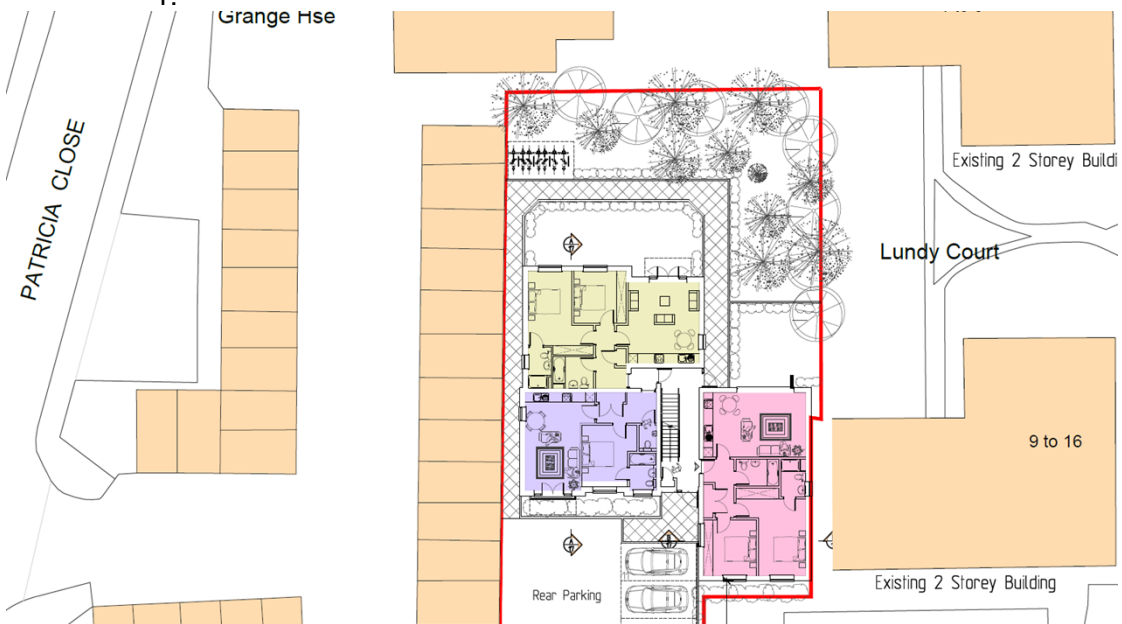 Grange Hse
PATRICIA CLOSE
Existing 2 Storey Buildi
Lundy Court
9 to 16
Existing 2 Storey Building
Rear Parking